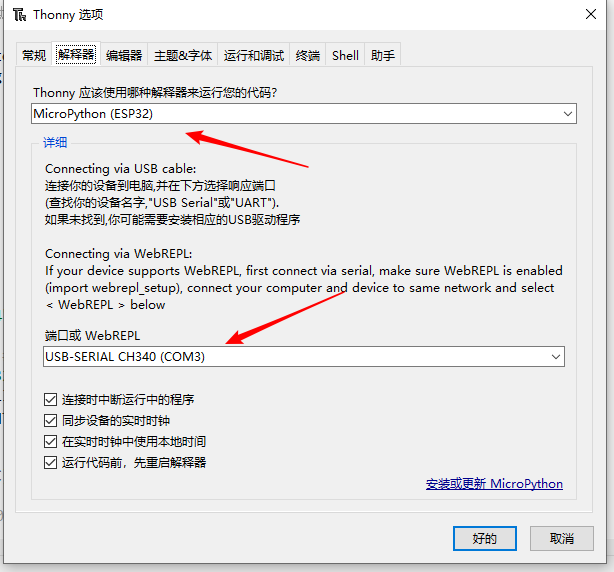 Thonny 选项
常规 解释器 编辑器 主题&字体 运行和调试 终端 Shell 助手
Thonny 应该使用哪种解释器来运行您的代码?
MicroPython (ESP32)
详细
Connecting via USB cable:
连接你的设备到电脑,并在下方选择响应端口
(查找你的设备名字,"USB Serial"或"UART").
如果未找到,你可能需要安装相应的USB驱动程序
Connecting via WebREPL:
If your device supports WebREPL, first connect via serial, make sure WebREPL is enabled
(import webrepl_setup), connect your computer and device to same network and select
< WebREPL > below
端口或 WebREPL
USB-SERIAL CH340 (COM3)
连接时中断运行中的程序
同步设备的实时时钟
在实时时钟中使用本地时间
运行代码前，先重启解释器
安装或更新 MicroPython
好的 取消